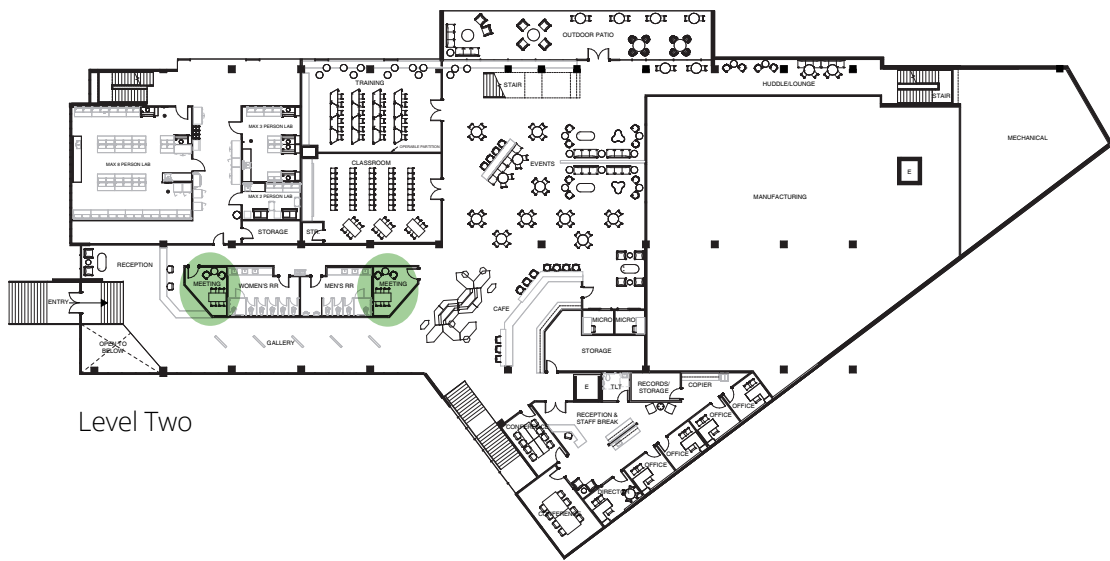 OUTDOOR PATIO
TRAINING
STAIR
HUDDLE/LOUNGE
STAIR
MAX 3 PERSON LAB
MECHANICAL
OPERABLE PARTITION
MAX 8 PERSON LAB
CLASSROOM
EVENTS
E
MAX 2 PERSON LAB
MANUFACTURING
STORAGE
STR.
RECEPTION
MEETING
WOMEN'S RR
MEN'S RR
MEETING
ENTRY
CAFE
MICRO
MICRO
OPEN TO
BELOW
GALLERY
STORAGE
E
TLT
RECORDS/
STORAGE
COPIER
OFFICE
OFFICE
Level Two
CONFERENCE
RECEPTION &
STAFF BREAK
OFFICE
OFFICE
DIRECTOR
CONFERENCE